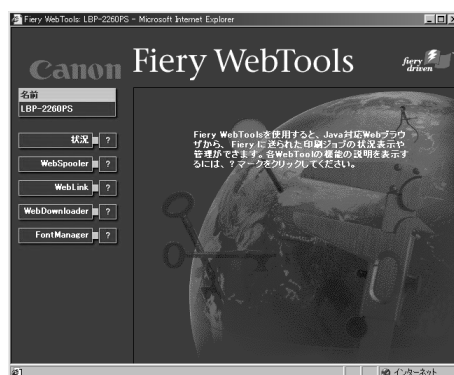 Fiery WebTools: LBP-2260PS - Microsoft Internet Explorer
Canon
Fiery WebTools
fiery driven
名前
LBP-2260PS
状況 ?
WebSpooler ?
WebLink ?
WebDownloader ?
FontManager ?
Fiery WebToolsを使用すると、Java対応Webブラウ
ザから、Fiery に送られた印刷ジョブの状況表示や
管理ができます。各WebToolの機能の説明を表示す
るには、? マークをクリックしてください。
インターネット